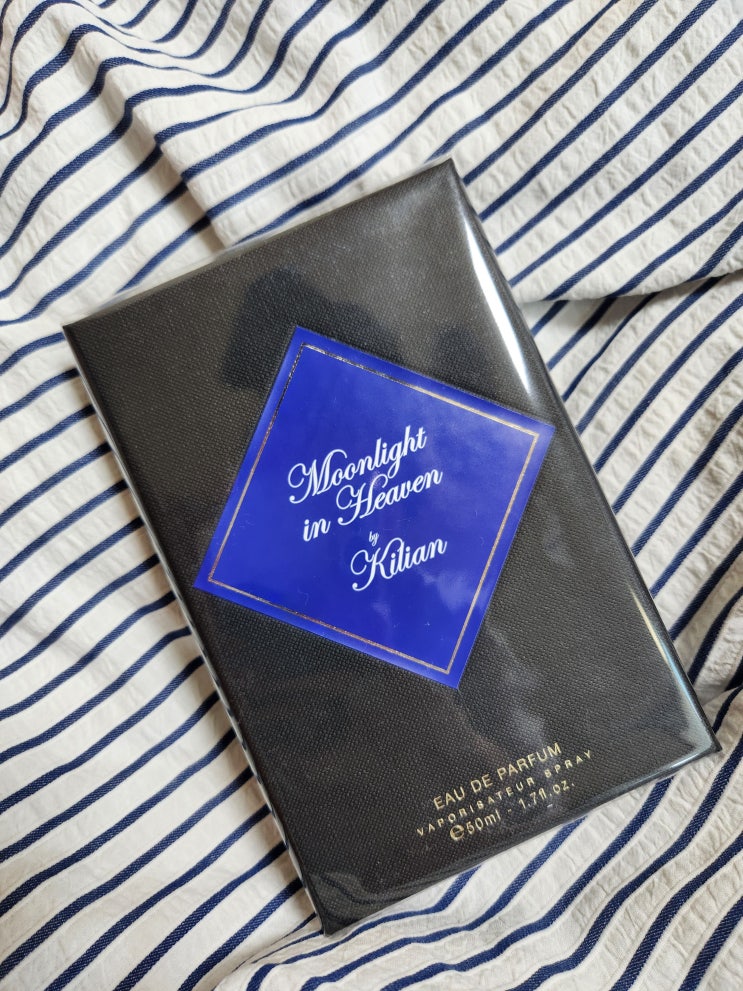 Moonlight
in Heaven
by
Kilian
EAU DE PARFUM
VAPORISATEUR SPRAY
℮50ml - 1.7fl.oz.